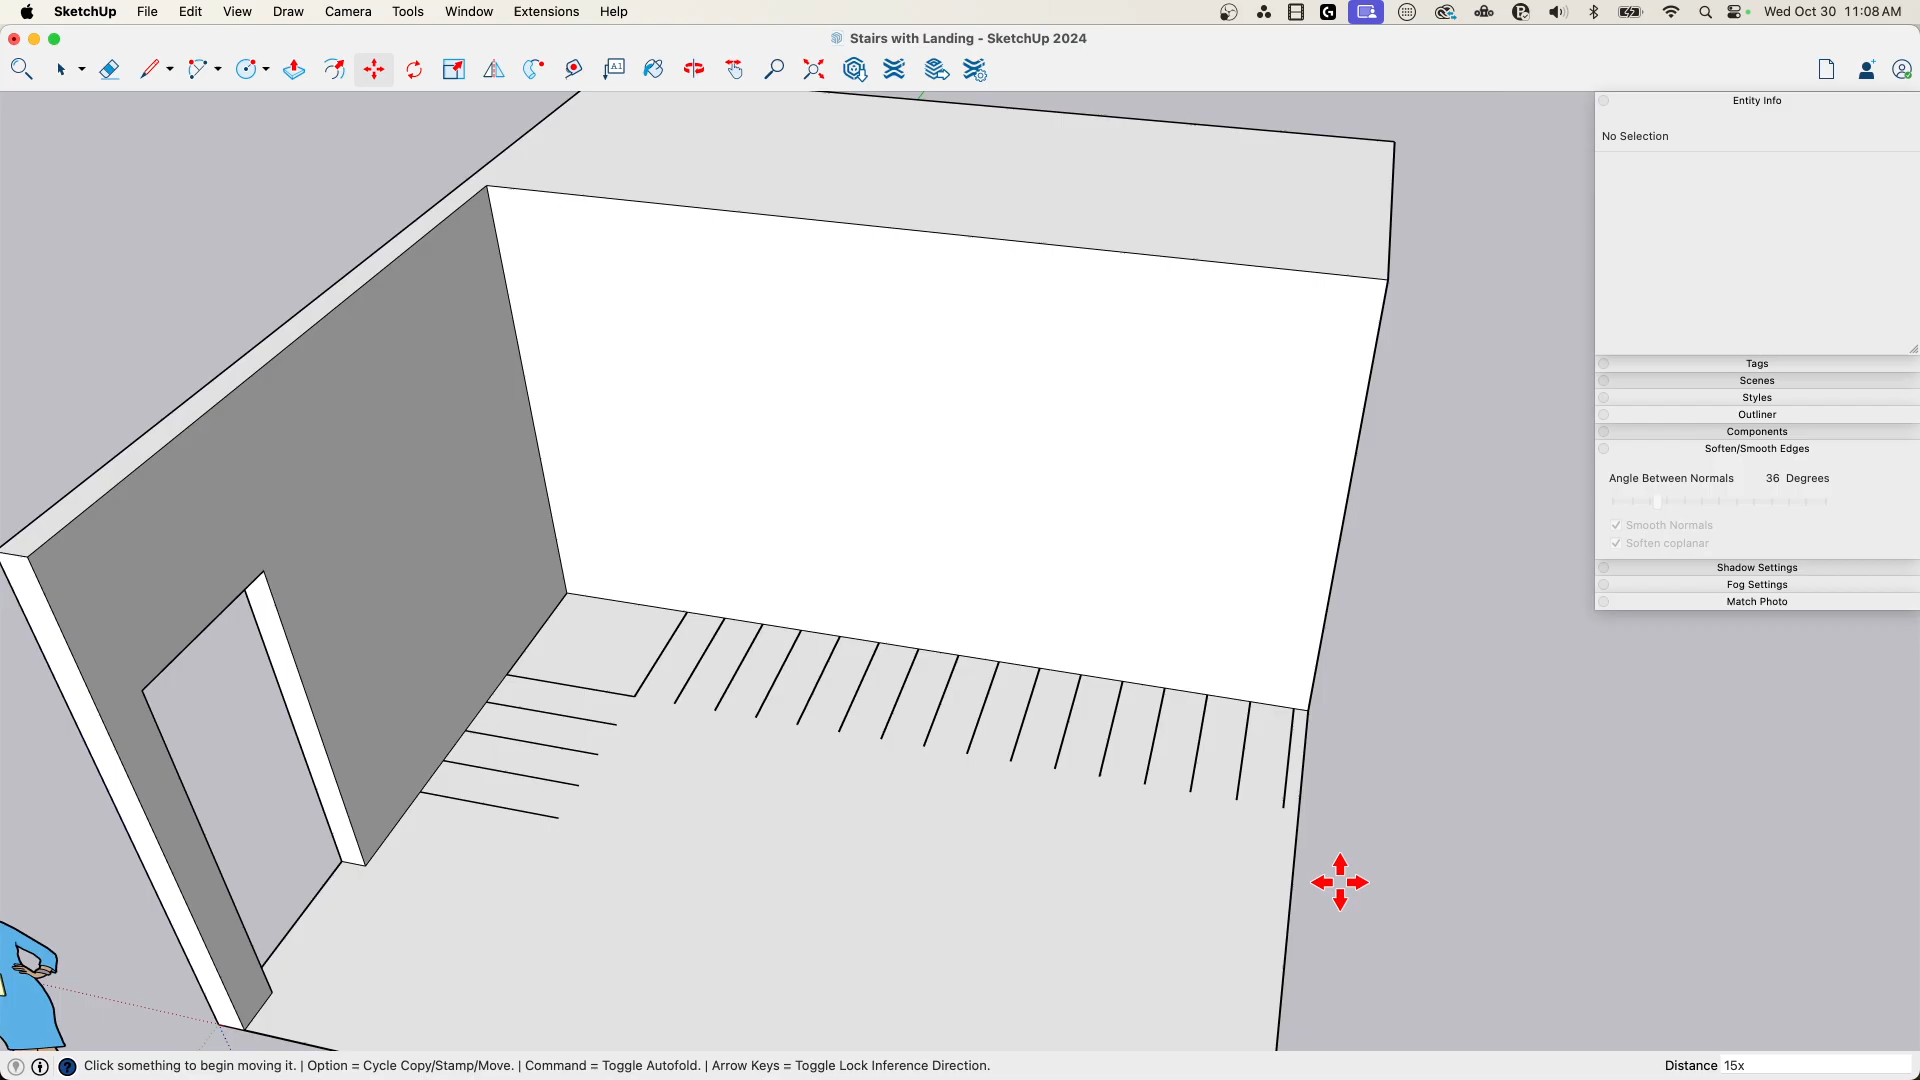 SketchUp File Edit View Draw Camera Tools Window Extensions Help Wed Oct 30 11:08 AM
Stairs with Landing - SketchUp 2024
A1
Entity Info
No Selection
Tags
Scenes
Styles
Outliner
Components
Soften/Smooth Edges
Angle Between Normals 36 Degrees
Smooth Normals
Soften coplanar
Shadow Settings
Fog Settings
Match Photo
Click something to begin moving it. | Option = Cycle Copy/Stamp/Move. | Command = Toggle Autofold. | Arrow Keys = Toggle Lock Inference Direction. Distance 15x